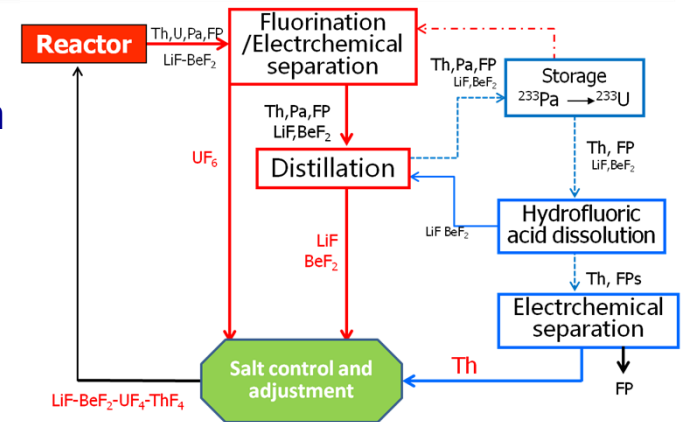 n
Reactor
Th,U,Pa,FP
LiF-BeF₂
Fluorination
/Electrchemical
separation
Th,Pa,FP
LiF,BeF₂
Storage
²³³Pa ⟶ ²³³U
Th,Pa,FP
LiF,BeF₂
UF₆
Distillation
Th, FP
LiF,BeF₂
LiF BeF₂
Hydrofluoric
acid dissolution
LiF
BeF₂
Th, FPs
Electrchemical
separation
Salt control and
adjustment
Th
FP
LiF-BeF₂-UF₄-ThF₄